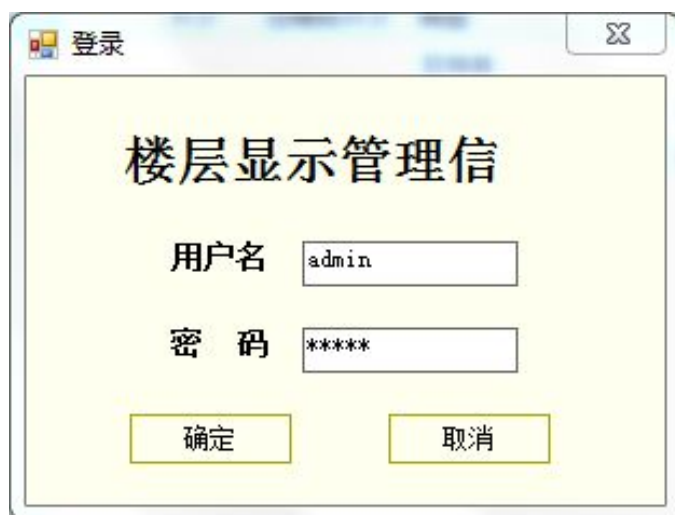 登录
楼层显示管理信
用户名 admin
密 码 *****
确定 取消